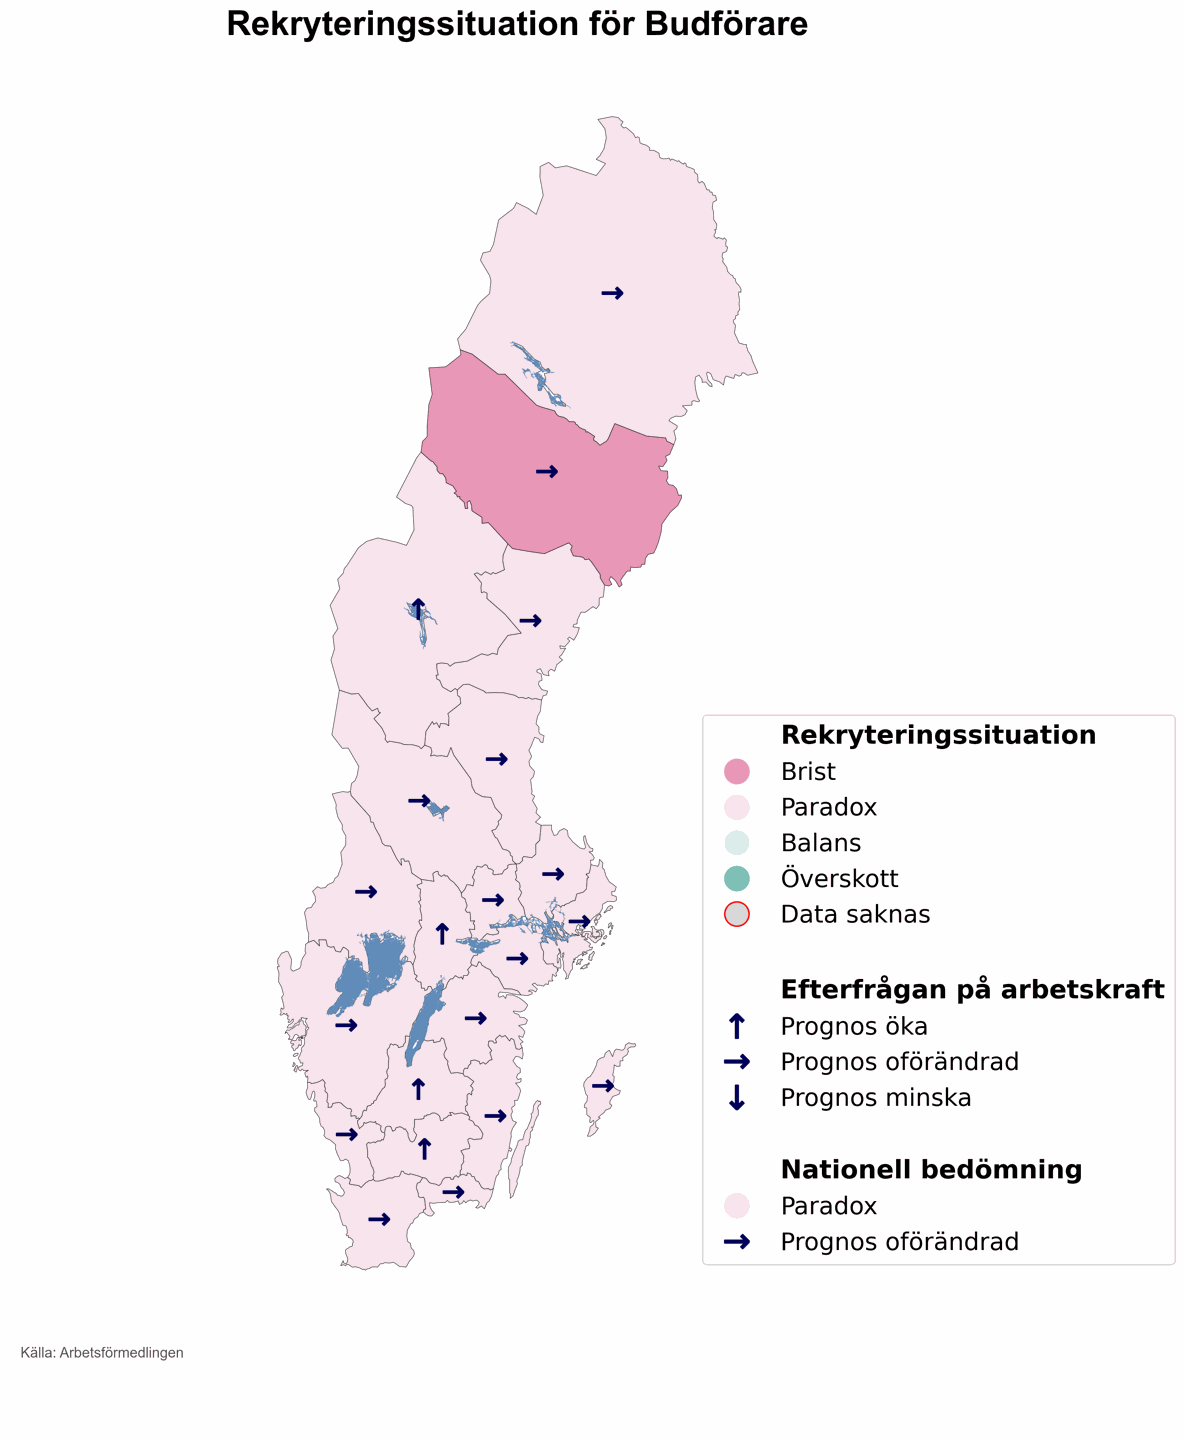 Rekryteringssituation för Budförare
Rekryteringssituation
Brist
Paradox
Balans
Överskott
Data saknas
Efterfrågan på arbetskraft
Prognos öka
Prognos oförändrad
Prognos minska
Nationell bedömning
Paradox
Prognos oförändrad
Källa: Arbetsförmedlingen